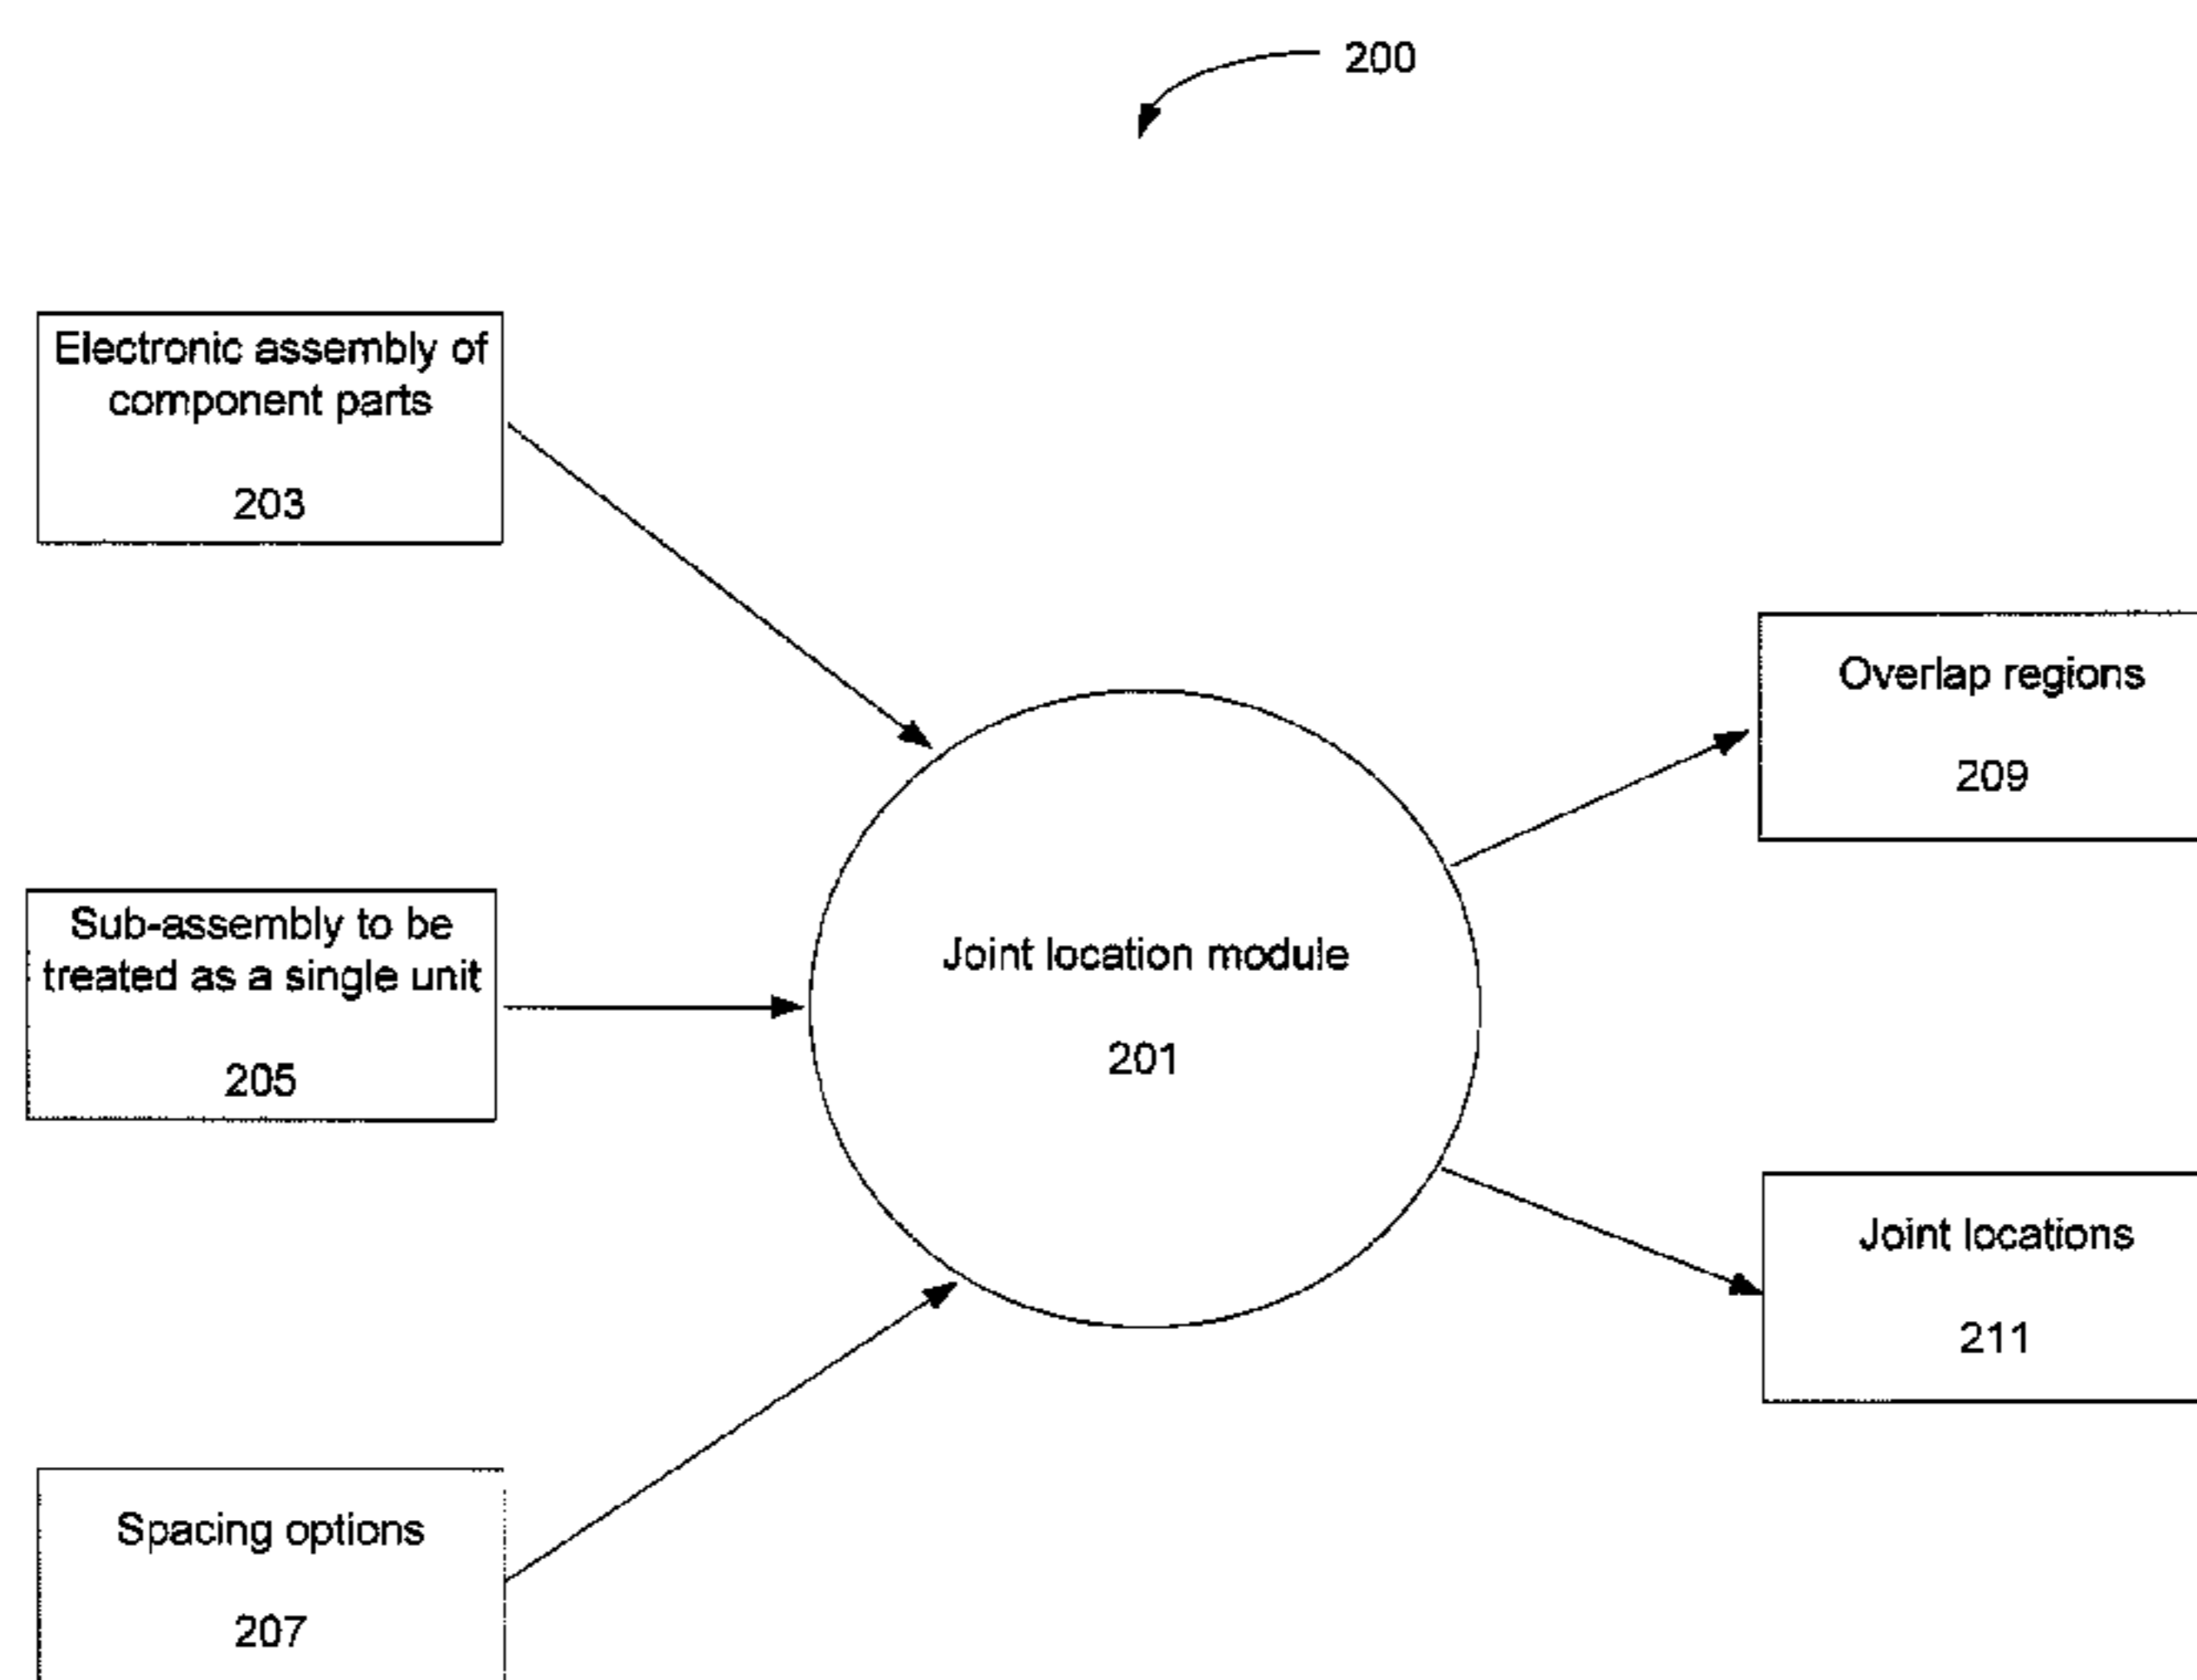 200
Electronic assembly of
component parts
203
Overlap regions
209
Sub-assembly to be
treated as a single unit
205
Joint location module
201
Joint locations
211
Spacing options
207